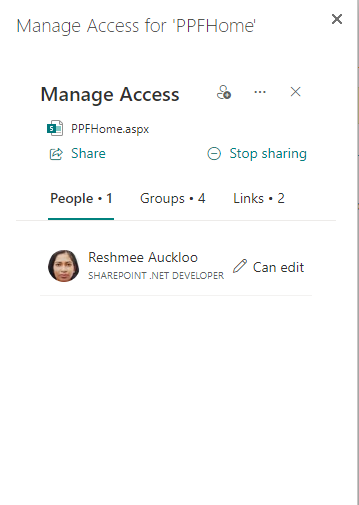 Manage Access for 'PPFHome'
Manage Access
PPFHome.aspx
Share
Stop sharing
People • 1
Groups • 4
Links • 2
Reshmee Auckloo
SHAREPOINT .NET DEVELOPER
Can edit